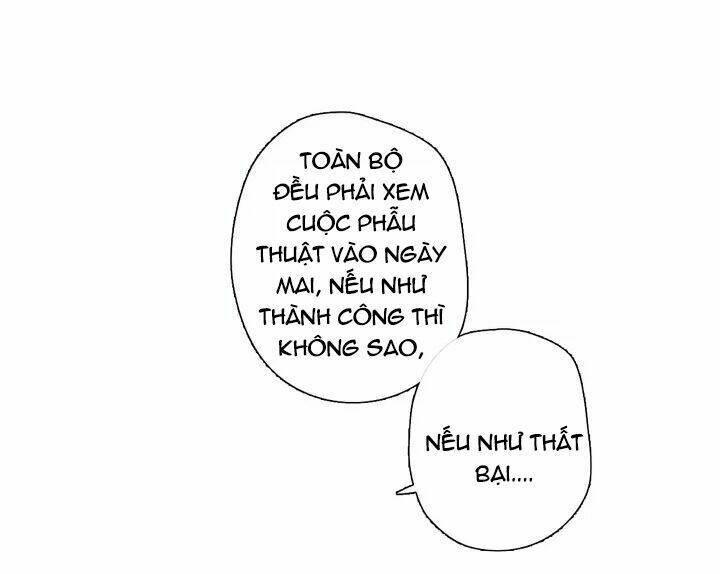 TOÀN BỘ
ĐỀU PHẢI XEM
CUỘC PHẪU
THUẬT VÀO NGÀY
MAI, NẾU NHƯ
THÀNH CÔNG THÌ
KHÔNG SAO,
NẾU NHƯ THẤT
BẠI....